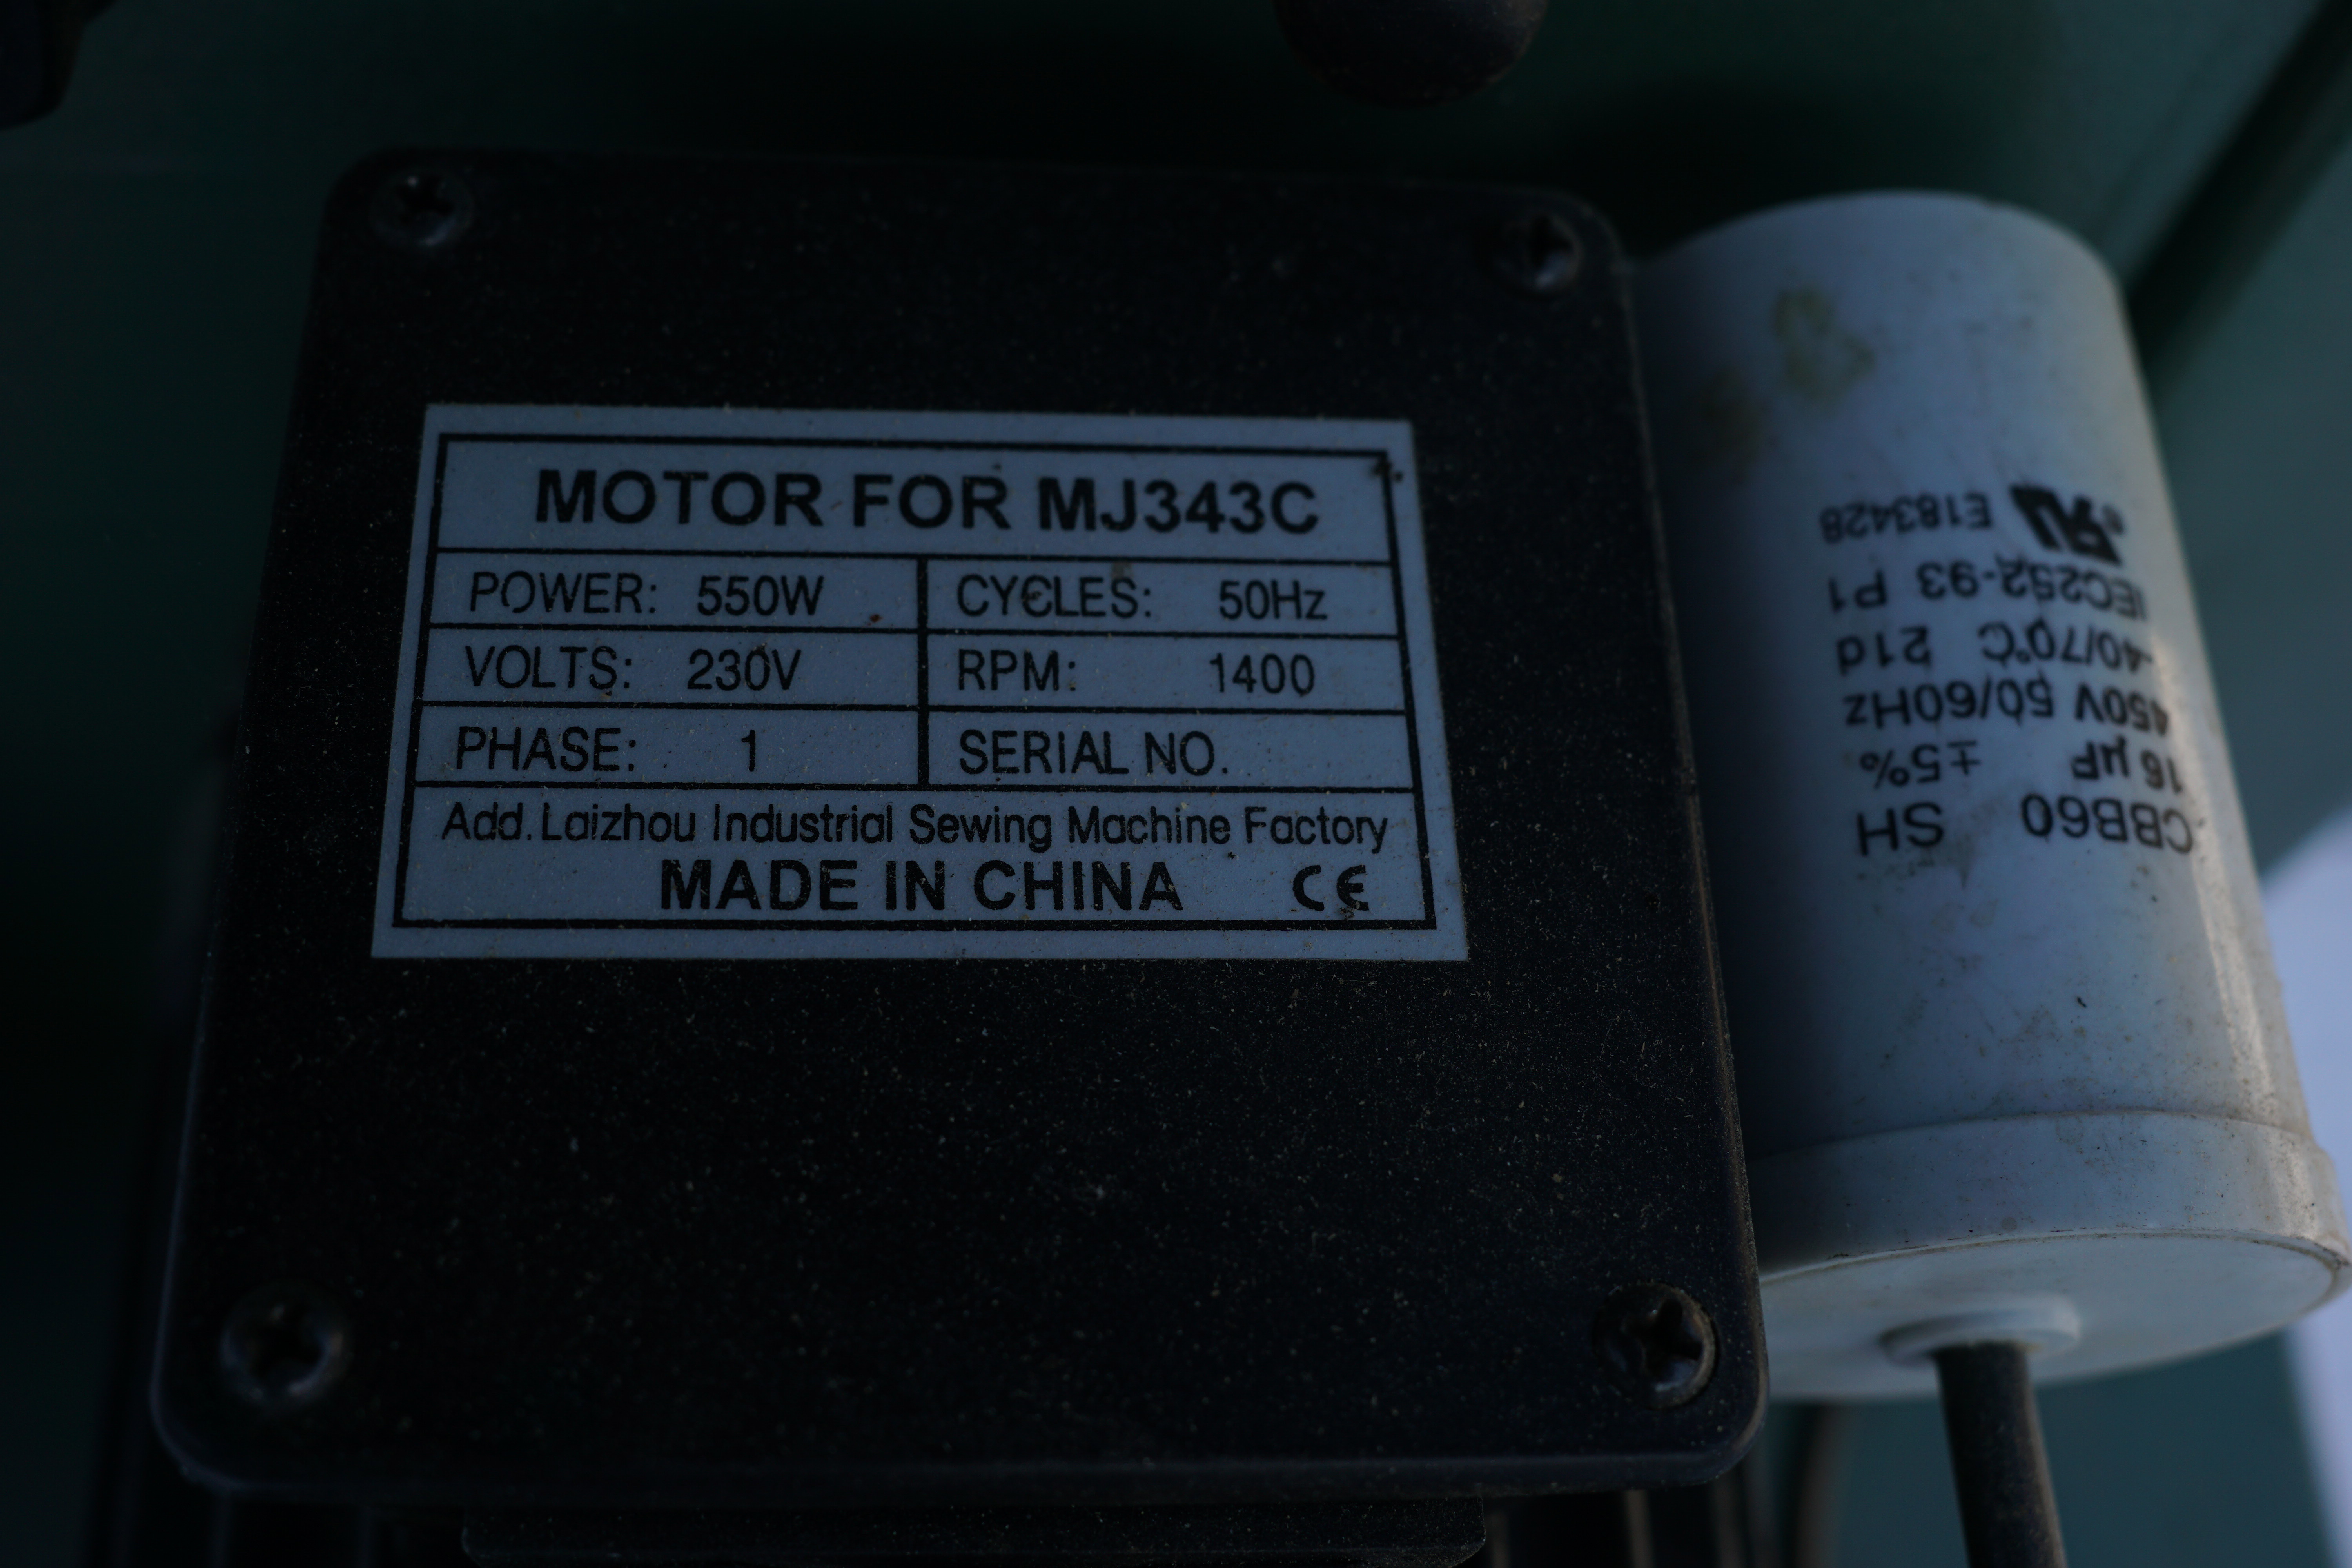 MOTOR FOR MJ343C
POWER: 550W CYCLES: 50Hz
VOLTS: 230V RPM: 1400
PHASE: 1 SERIAL NO.
Add. Laizhou Industrial Sewing Machine Factory
MADE IN CHINA CE
CBB60 SH
16 µF ±5%
450V 50/60Hz
-40/70°C 21d
IEC252-93 P1
RU E183428